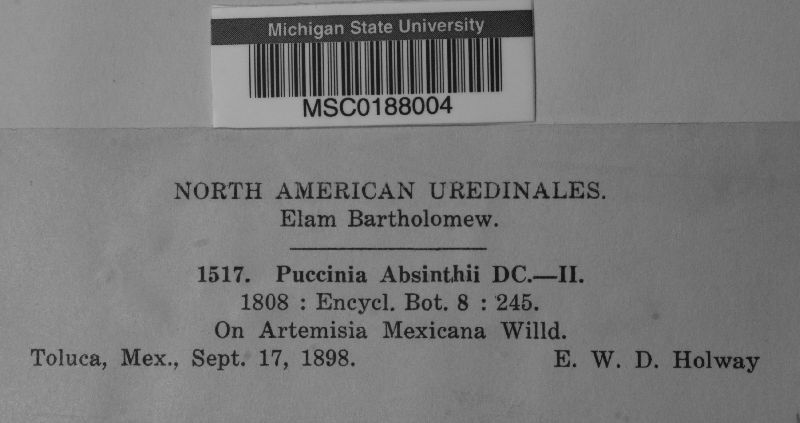 Michigan State University
MSC0188004
NORTH AMERICAN UREDINALES.
Elam Bartholomew.
1517. Puccinia Absinthii DC.—II.
1808 : Encycl. Bot. 8 : 245.
On Artemisia Mexicana Willd.
Toluca, Mex., Sept. 17, 1898. E. W. D. Holway